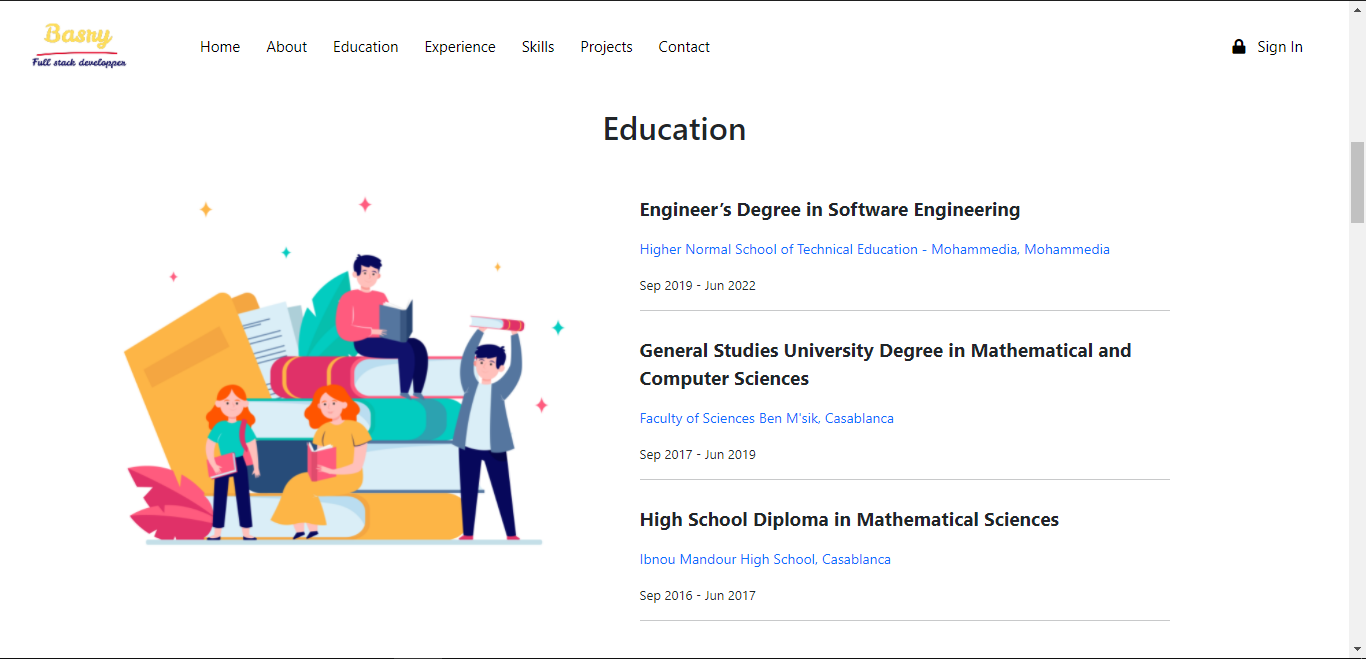 Basny
Full stack developper
Home About Education Experience Skills Projects Contact
Sign In
Education
Engineer’s Degree in Software Engineering
Higher Normal School of Technical Education - Mohammedia, Mohammedia
Sep 2019 - Jun 2022
General Studies University Degree in Mathematical and
Computer Sciences
Faculty of Sciences Ben M'sik, Casablanca
Sep 2017 - Jun 2019
High School Diploma in Mathematical Sciences
Ibnou Mandour High School, Casablanca
Sep 2016 - Jun 2017